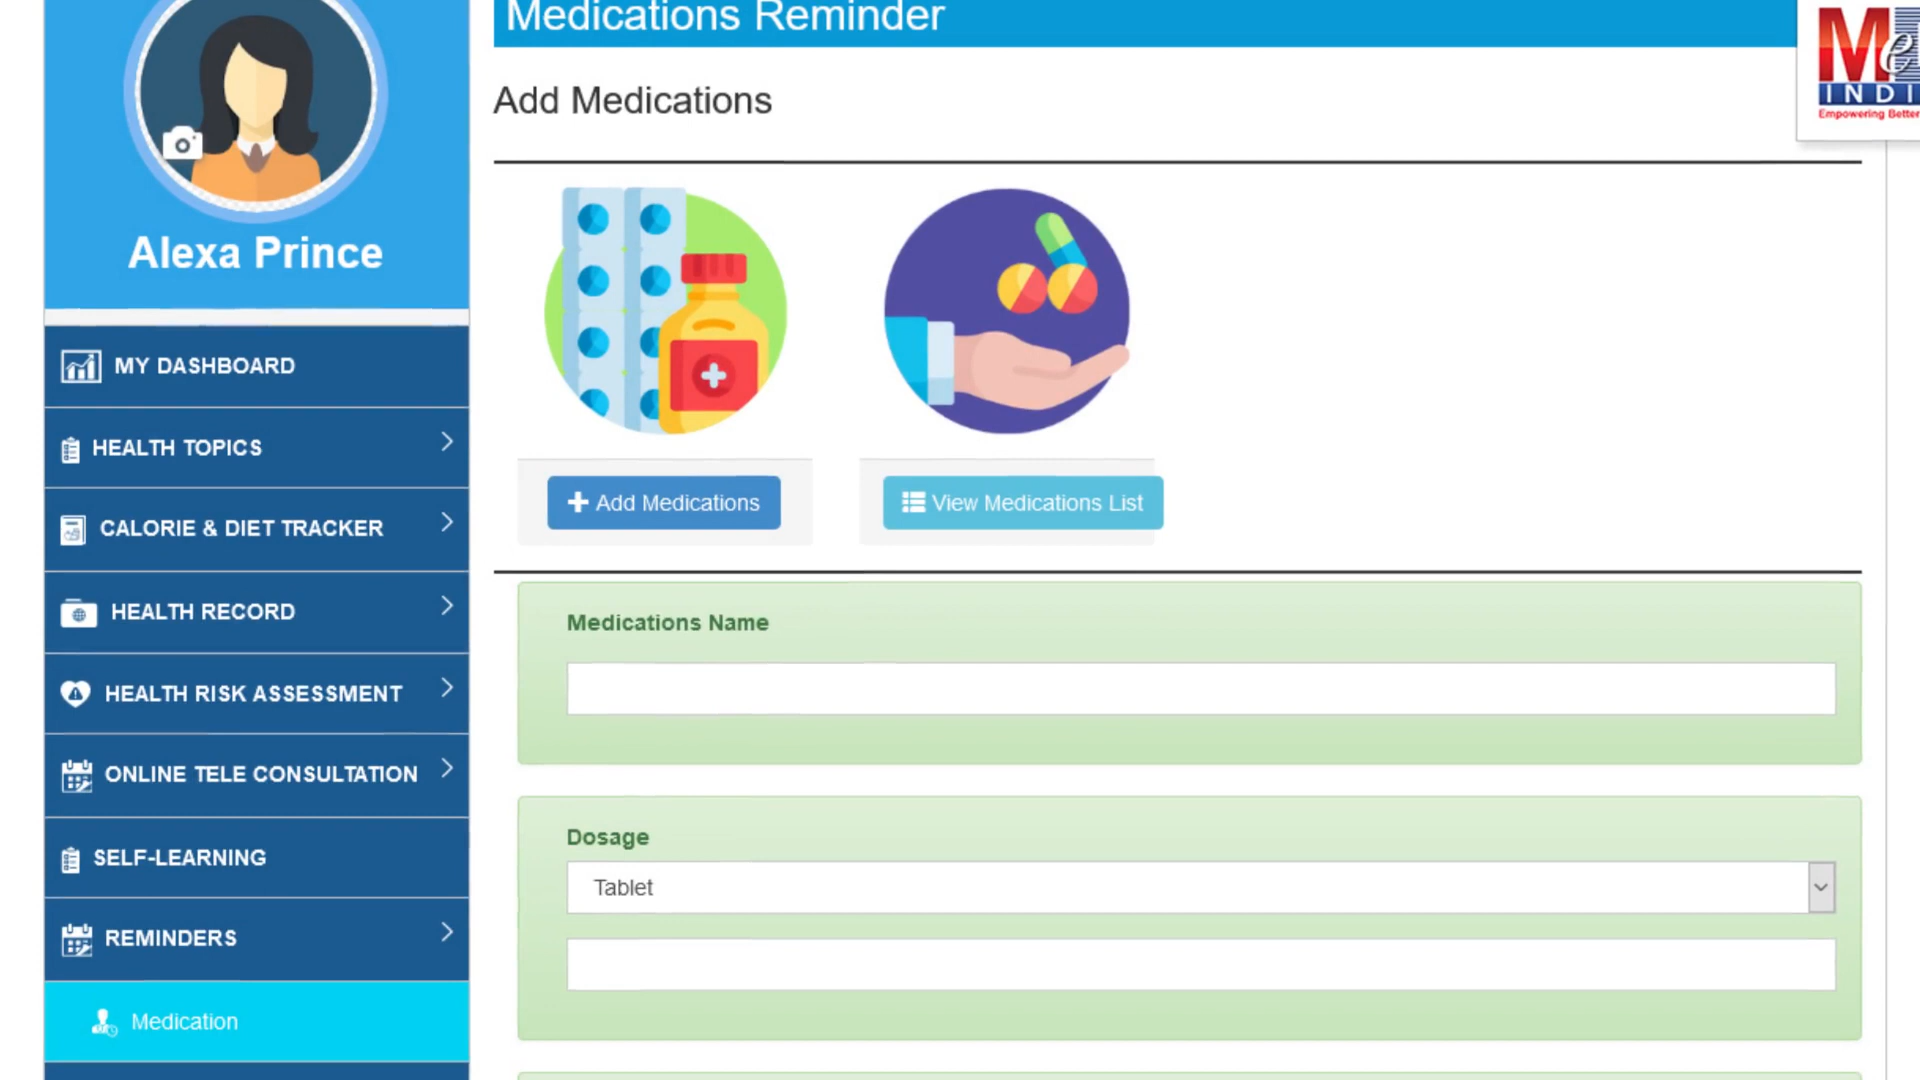 Medications Reminder
Add Medications
INDI
Empowering Better
Alexa Prince
MY DASHBOARD
HEALTH TOPICS
CALORIE & DIET TRACKER
HEALTH RECORD
HEALTH RISK ASSESSMENT
ONLINE TELE CONSULTATION
SELF-LEARNING
REMINDERS
Medication
Add Medications
View Medications List
Medications Name
Dosage
Tablet